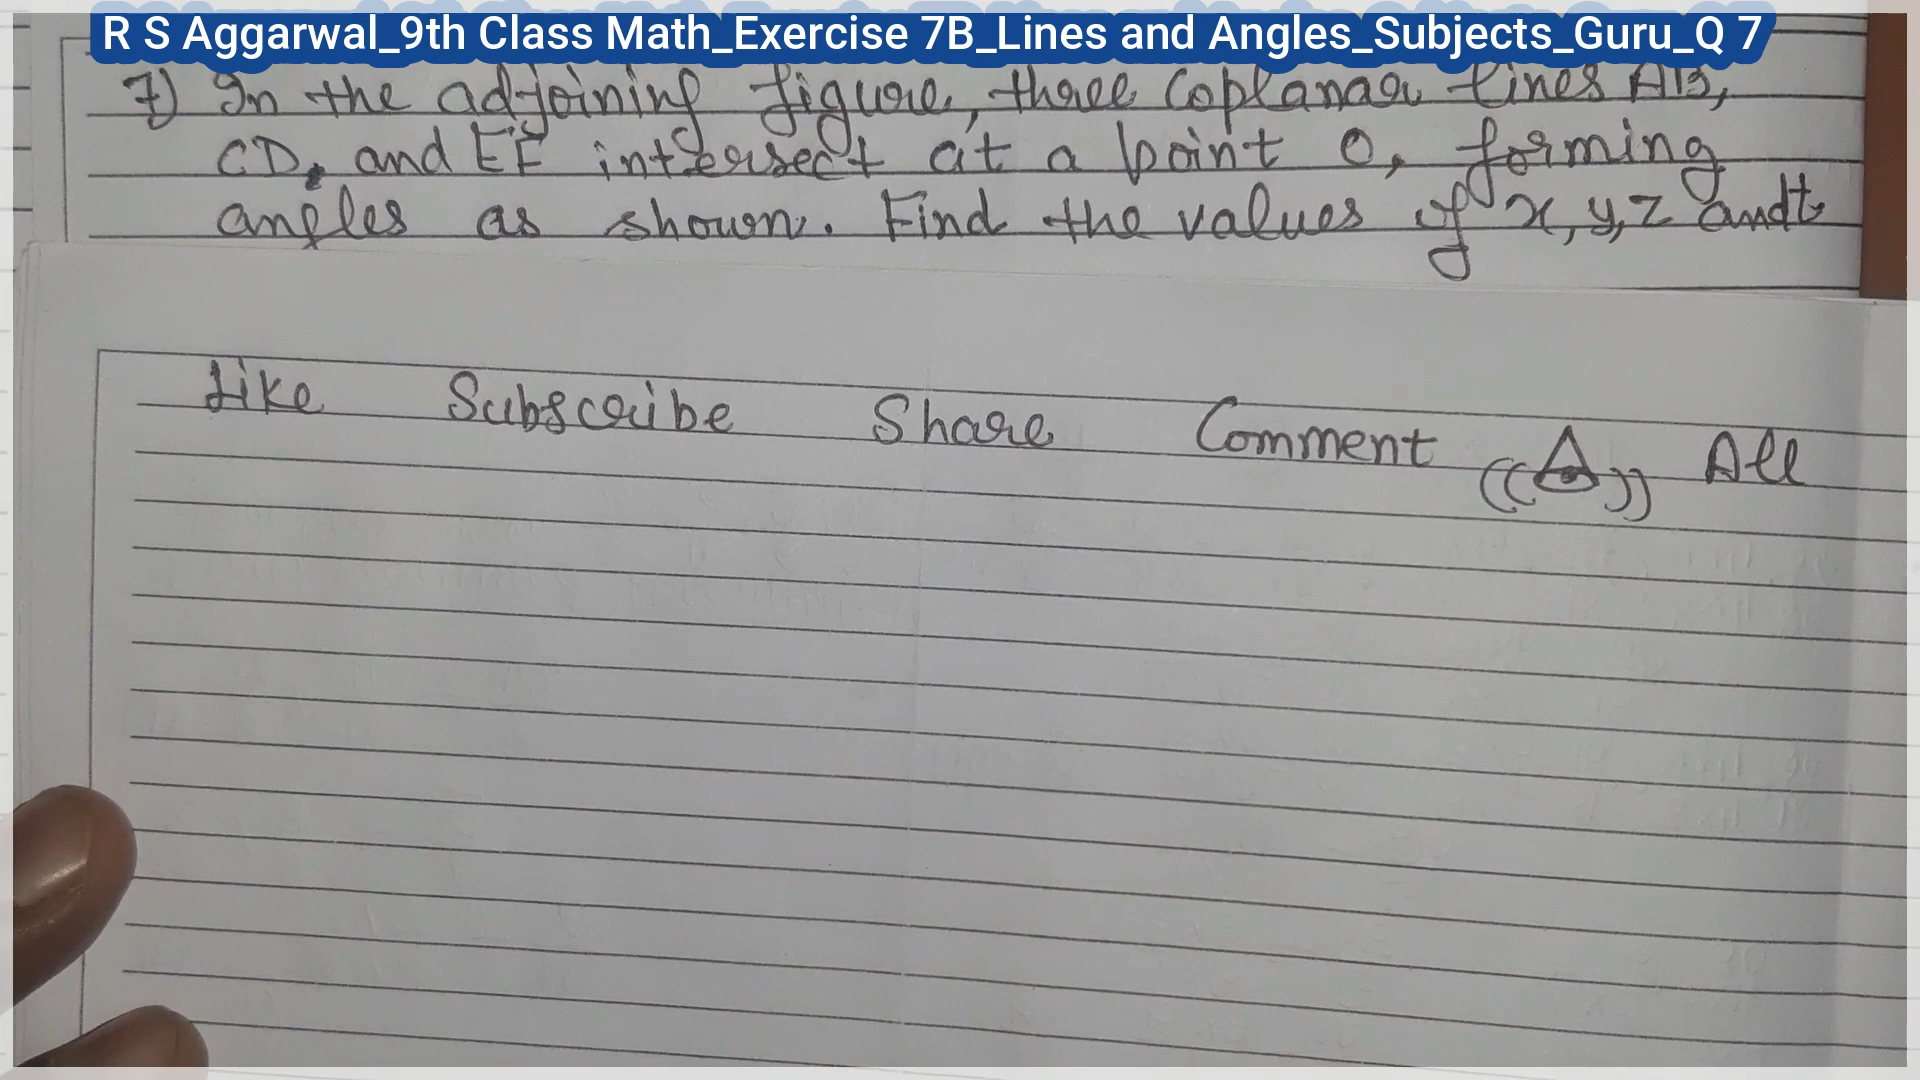 R S Aggarwal_9th Class Math_Exercise 7B_Lines and Angles_Subjects_Guru_Q 7
7) In the adjoining figure, three Coplanar lines AB,
CD, and EF intersect at a point O, forming
angles as shown. Find the values of x, y, z and t
Like Subscribe Share Comment All